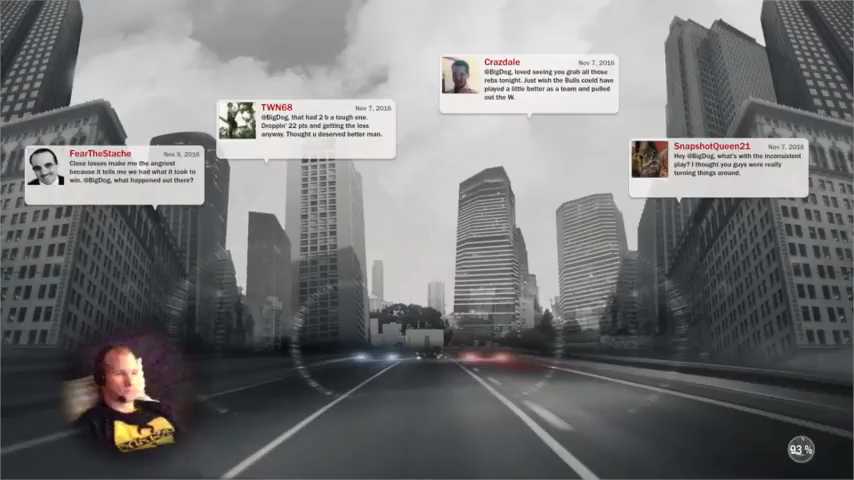 Crazdale Nov 7, 2016
@BigDog, loved seeing you grab all those
rebs tonight. Just wish the Bulls could have
played a little better as a team and pulled
out the W.
TWN68 Nov 7, 2016
@BigDog, that had 2 b a tough one.
Droppin' 22 pts and getting the loss
anyway. Thought u deserved better man.
SnapshotQueen21 Nov 7, 2016
Hey @BigDog, what's with the inconsistent
play? I thought you guys were really
turning things around.
FearTheStache Nov 9, 2016
Close losses make me the angriest
because it tells me we had what it took to
win. @BigDog, what happened out there?
93 %